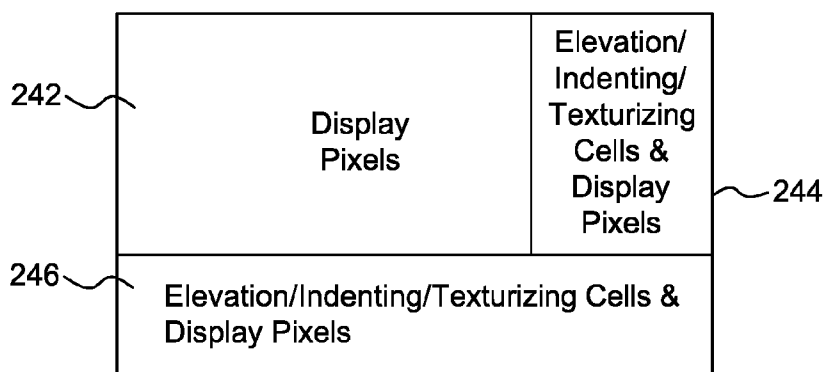 242
Display
Pixels
Elevation/
Indenting/
Texturizing
Cells &
Display
Pixels
244
246
Elevation/Indenting/Texturizing Cells &
Display Pixels